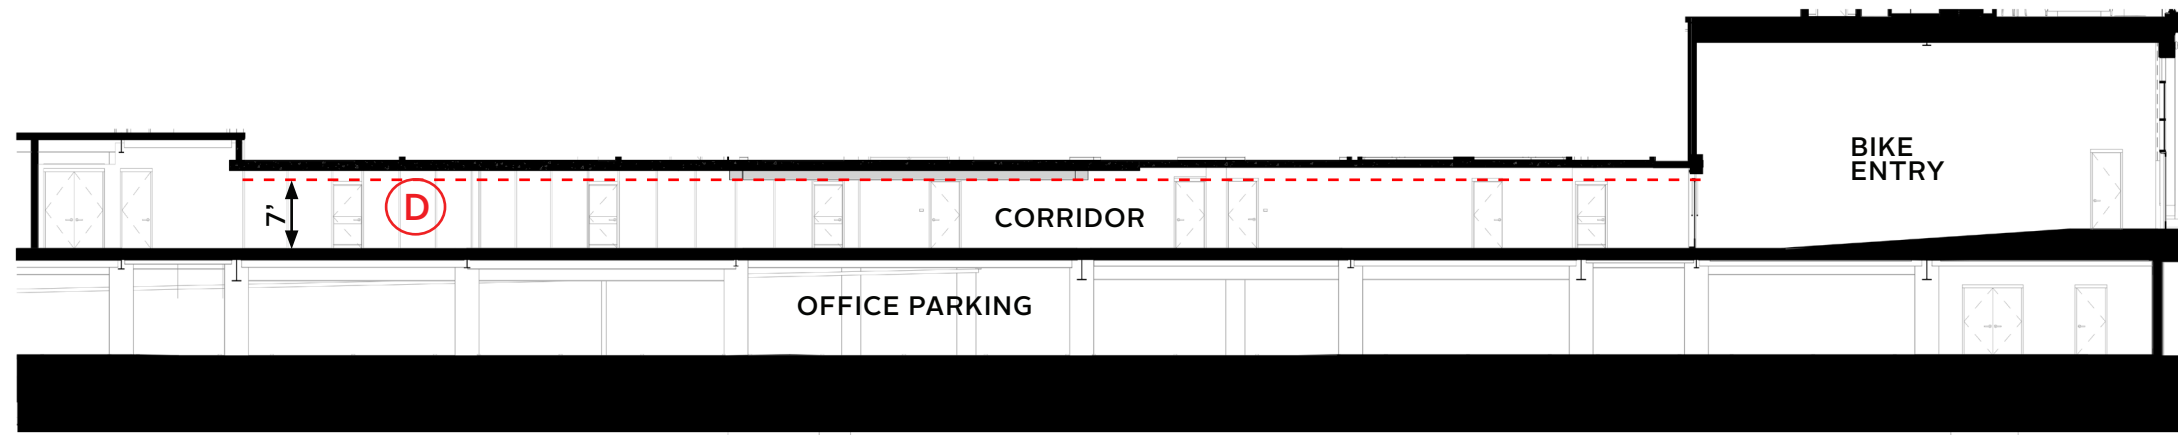 BIKE
ENTRY
7'
D
CORRIDOR
OFFICE PARKING